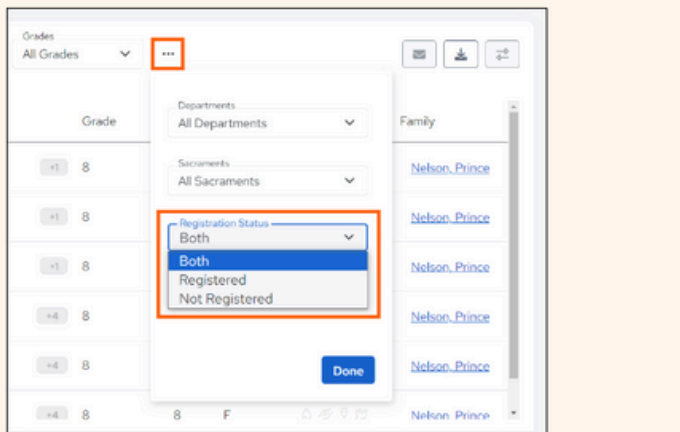 Grades
All Grades
...
Departments
All Departments
Grade
Family
Sacraments
All Sacraments
+1 8 Nelson, Prince
+1 8 Nelson, Prince
Registration Status
Both
Both
Registered
Not Registered
+1 8 Nelson, Prince
+4 8 Nelson, Prince
Done
+4 8 Nelson, Prince
+4 8 8 F Nelson, Prince